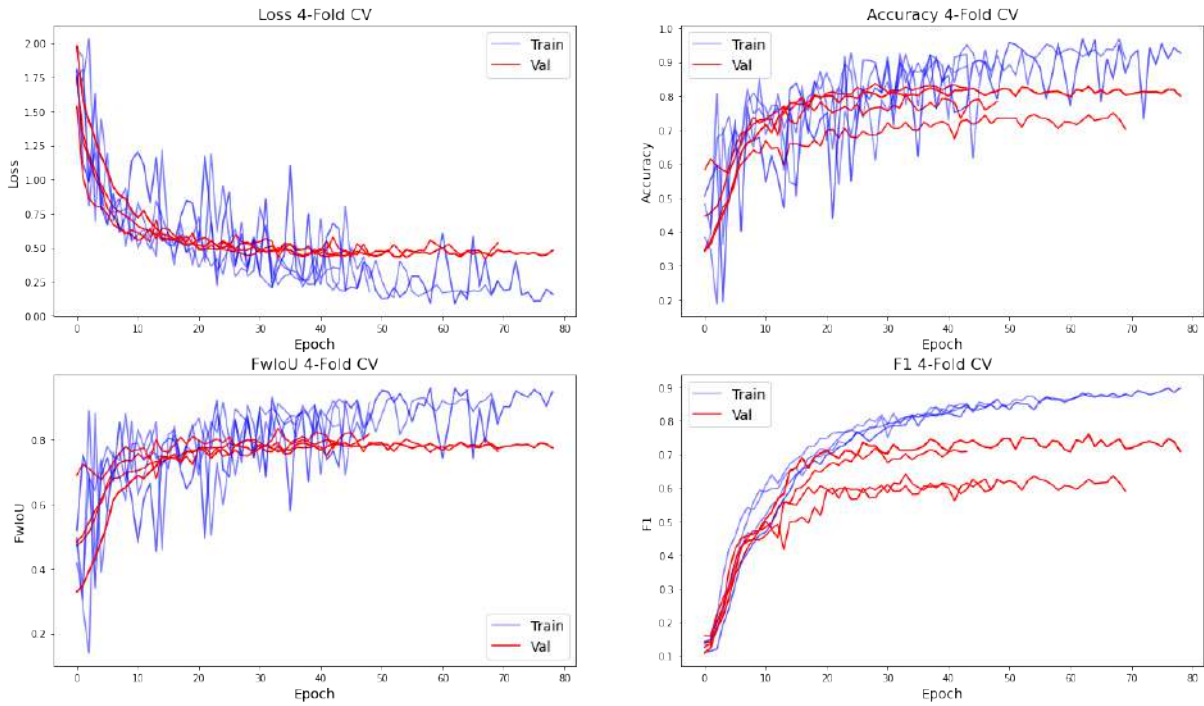 Loss 4-Fold CV
2.00
1.75
1.50
1.25
1.00
0.75
0.50
0.25
0.00
Loss
Train
Val
0 10 20 30 40 50 60 70 80
Epoch
Accuracy 4-Fold CV
1.0
0.9
0.8
0.7
0.6
0.5
0.4
0.3
0.2
Accuracy
Train
Val
0 10 20 30 40 50 60 70 80
Epoch
FwIoU 4-Fold CV
0.8
0.6
0.4
0.2
FwIoU
Train
Val
0 10 20 30 40 50 60 70 80
Epoch
F1 4-Fold CV
0.9
0.8
0.7
0.6
0.5
0.4
0.3
0.2
0.1
F1
Train
Val
0 10 20 30 40 50 60 70 80
Epoch